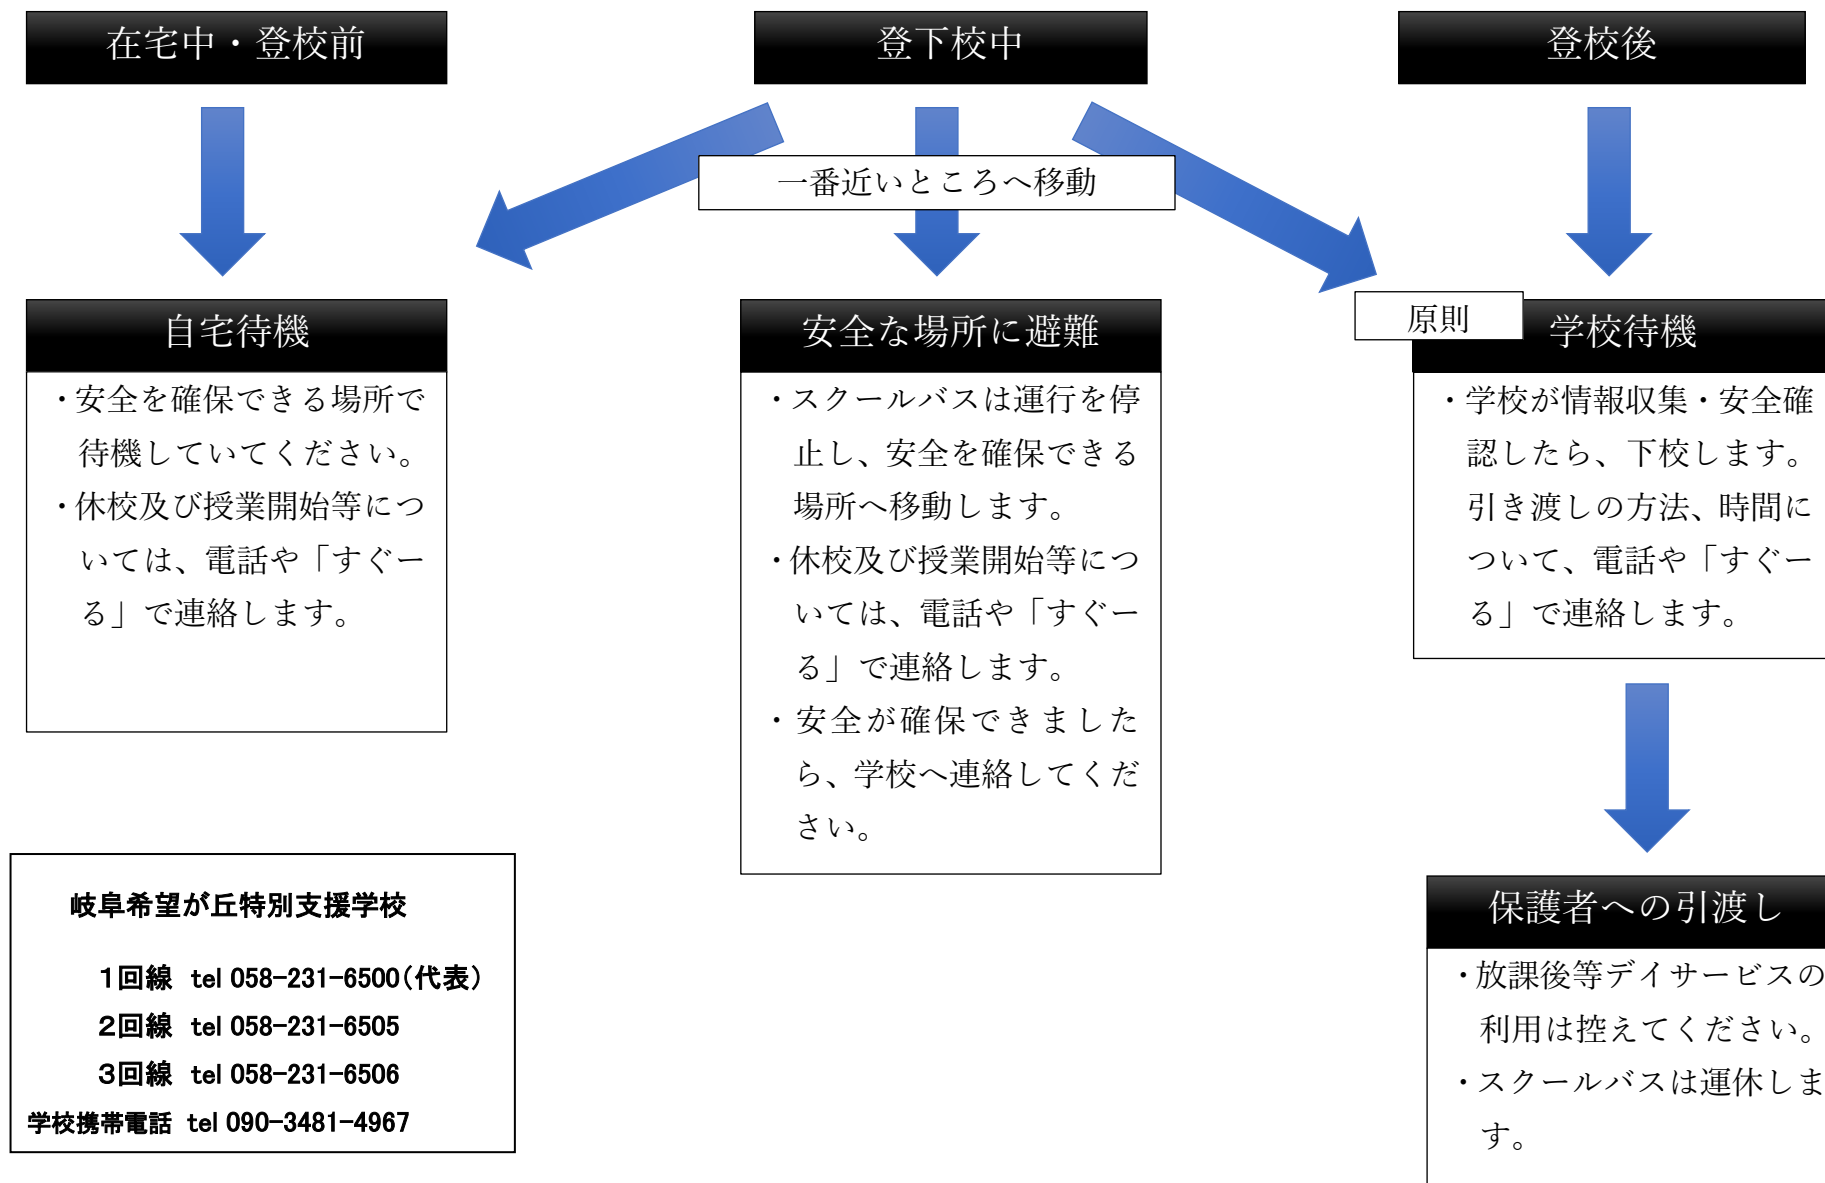 在宅中・登校前
登下校中
登校後
一番近いところへ移動
自宅待機
・安全を確保できる場所で
待機していてください。
・休校及び授業開始等につ
いては、電話や「すぐー
る」で連絡します。
安全な場所に避難
・スクールバスは運行を停
止し、安全を確保できる
場所へ移動します。
・休校及び授業開始等につ
いては、電話や「すぐー
る」で連絡します。
・安全が確保できました
ら、学校へ連絡してくだ
さい。
原則
学校待機
・学校が情報収集・安全確
認したら、下校します。
引き渡しの方法、時間に
ついて、電話や「すぐー
る」で連絡します。
保護者への引渡し
・放課後等デイサービスの
利用は控えてください。
・スクールバスは運休しま
す。
岐阜希望が丘特別支援学校
1回線 tel 058-231-6500(代表)
2回線 tel 058-231-6505
3回線 tel 058-231-6506
学校携帯電話 tel 090-3481-4967